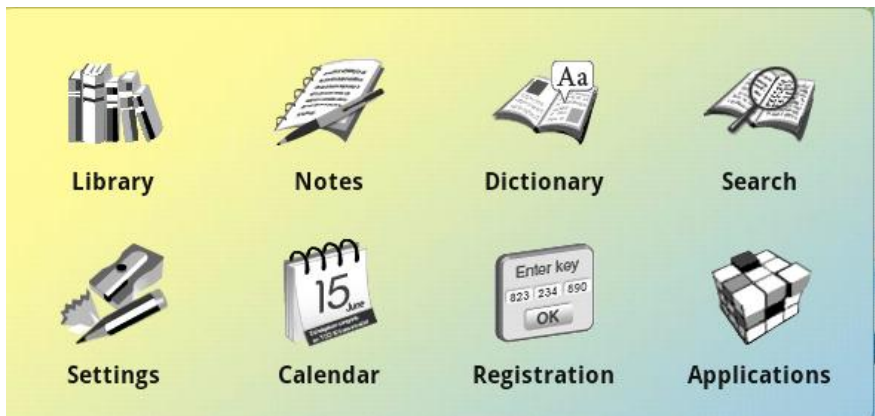 Aa
Library Notes Dictionary Search
15
June
Enter key
823 234 890
OK
Settings Calendar Registration Applications